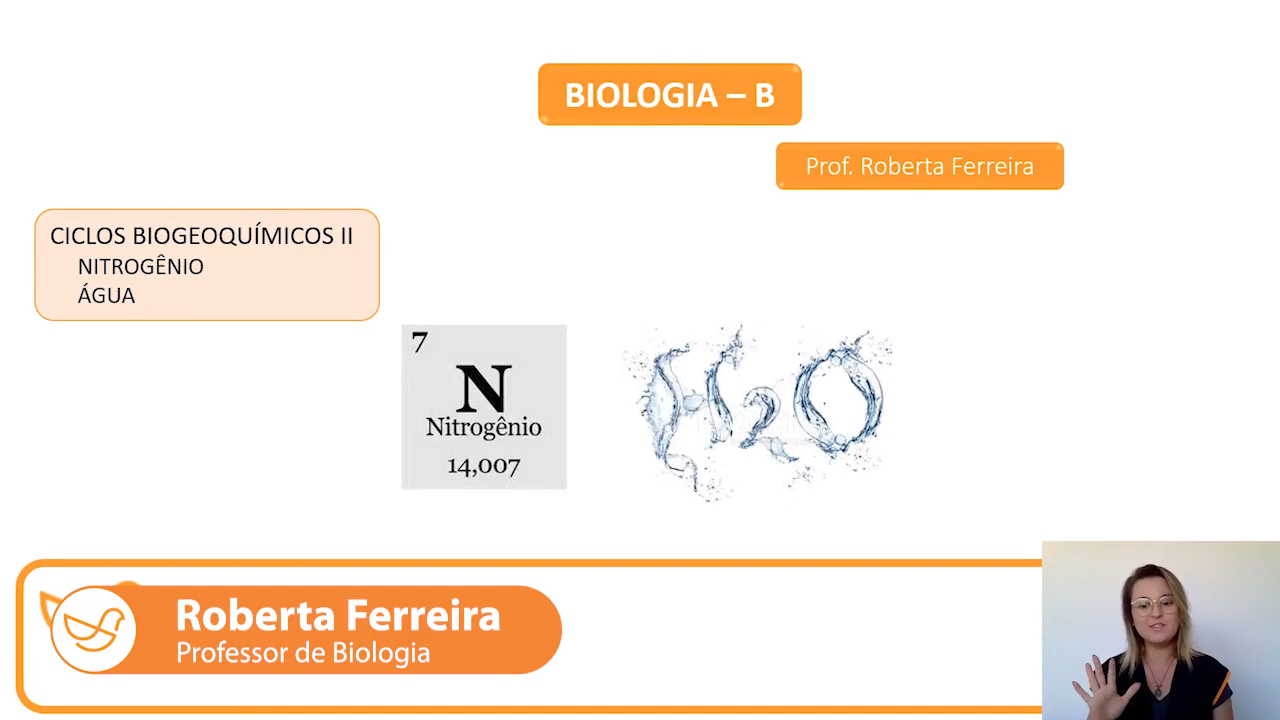 BIOLOGIA – B
Prof. Roberta Ferreira
CICLOS BIOGEOQUÍMICOS II
NITROGÊNIO
ÁGUA
7
N
Nitrogênio
14,007
H2O
Roberta Ferreira
Professor de Biologia